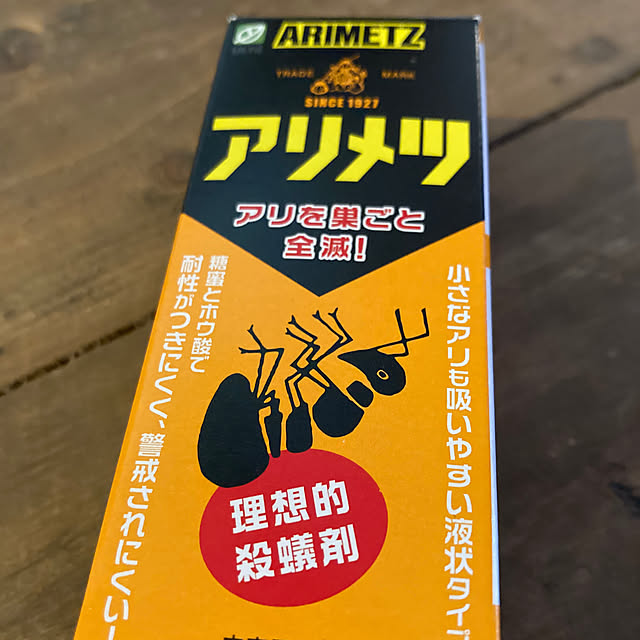 ARIMETZ
TRADE MARK
SINCE 1927
アリメツ
アリを巣ごと
全滅!
糖蜜とホウ酸で
耐性がつきにくく、警戒されにくい!
小さなアリも吸いやすい液状タイプ
理想的
殺蟻剤